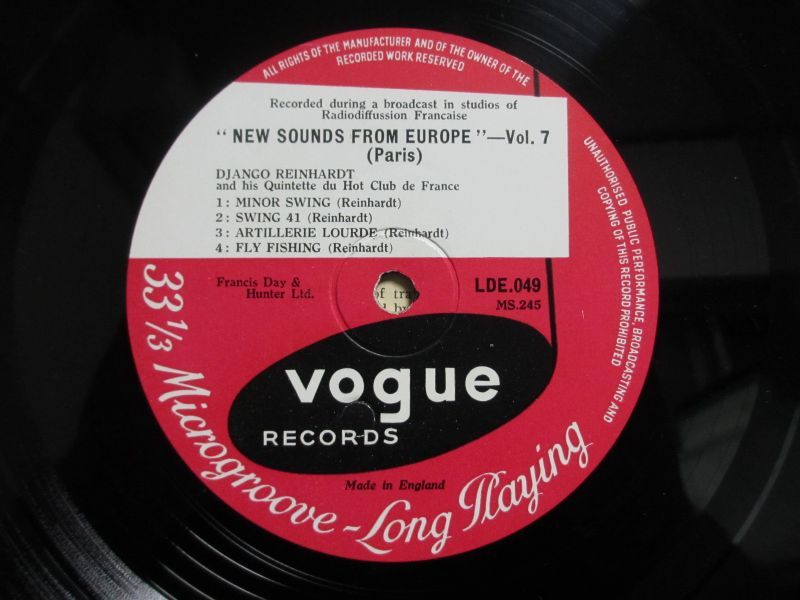 ALL RIGHTS OF THE MANUFACTURER AND OF THE OWNER OF THE
RECORDED WORK RESERVED
UNAUTHORISED PUBLIC PERFORMANCE, BROADCASTING AND
COPYING OF THIS RECORD PROHIBITED
Recorded during a broadcast in studios of
Radiodiffussion Francaise
"NEW SOUNDS FROM EUROPE"—Vol. 7
(Paris)
DJANGO REINHARDT
and his Quintette du Hot Club de France
1: MINOR SWING (Reinhardt)
2: SWING 41 (Reinhardt)
3: ARTILLERIE LOURDE (Reinhardt)
4: FLY FISHING (Reinhardt)
Francis Day &
Hunter Ltd.
of
LDE.049
MS.245
vogue
RECORDS
Made in England
33 1/3 Microgroove-Long Playing